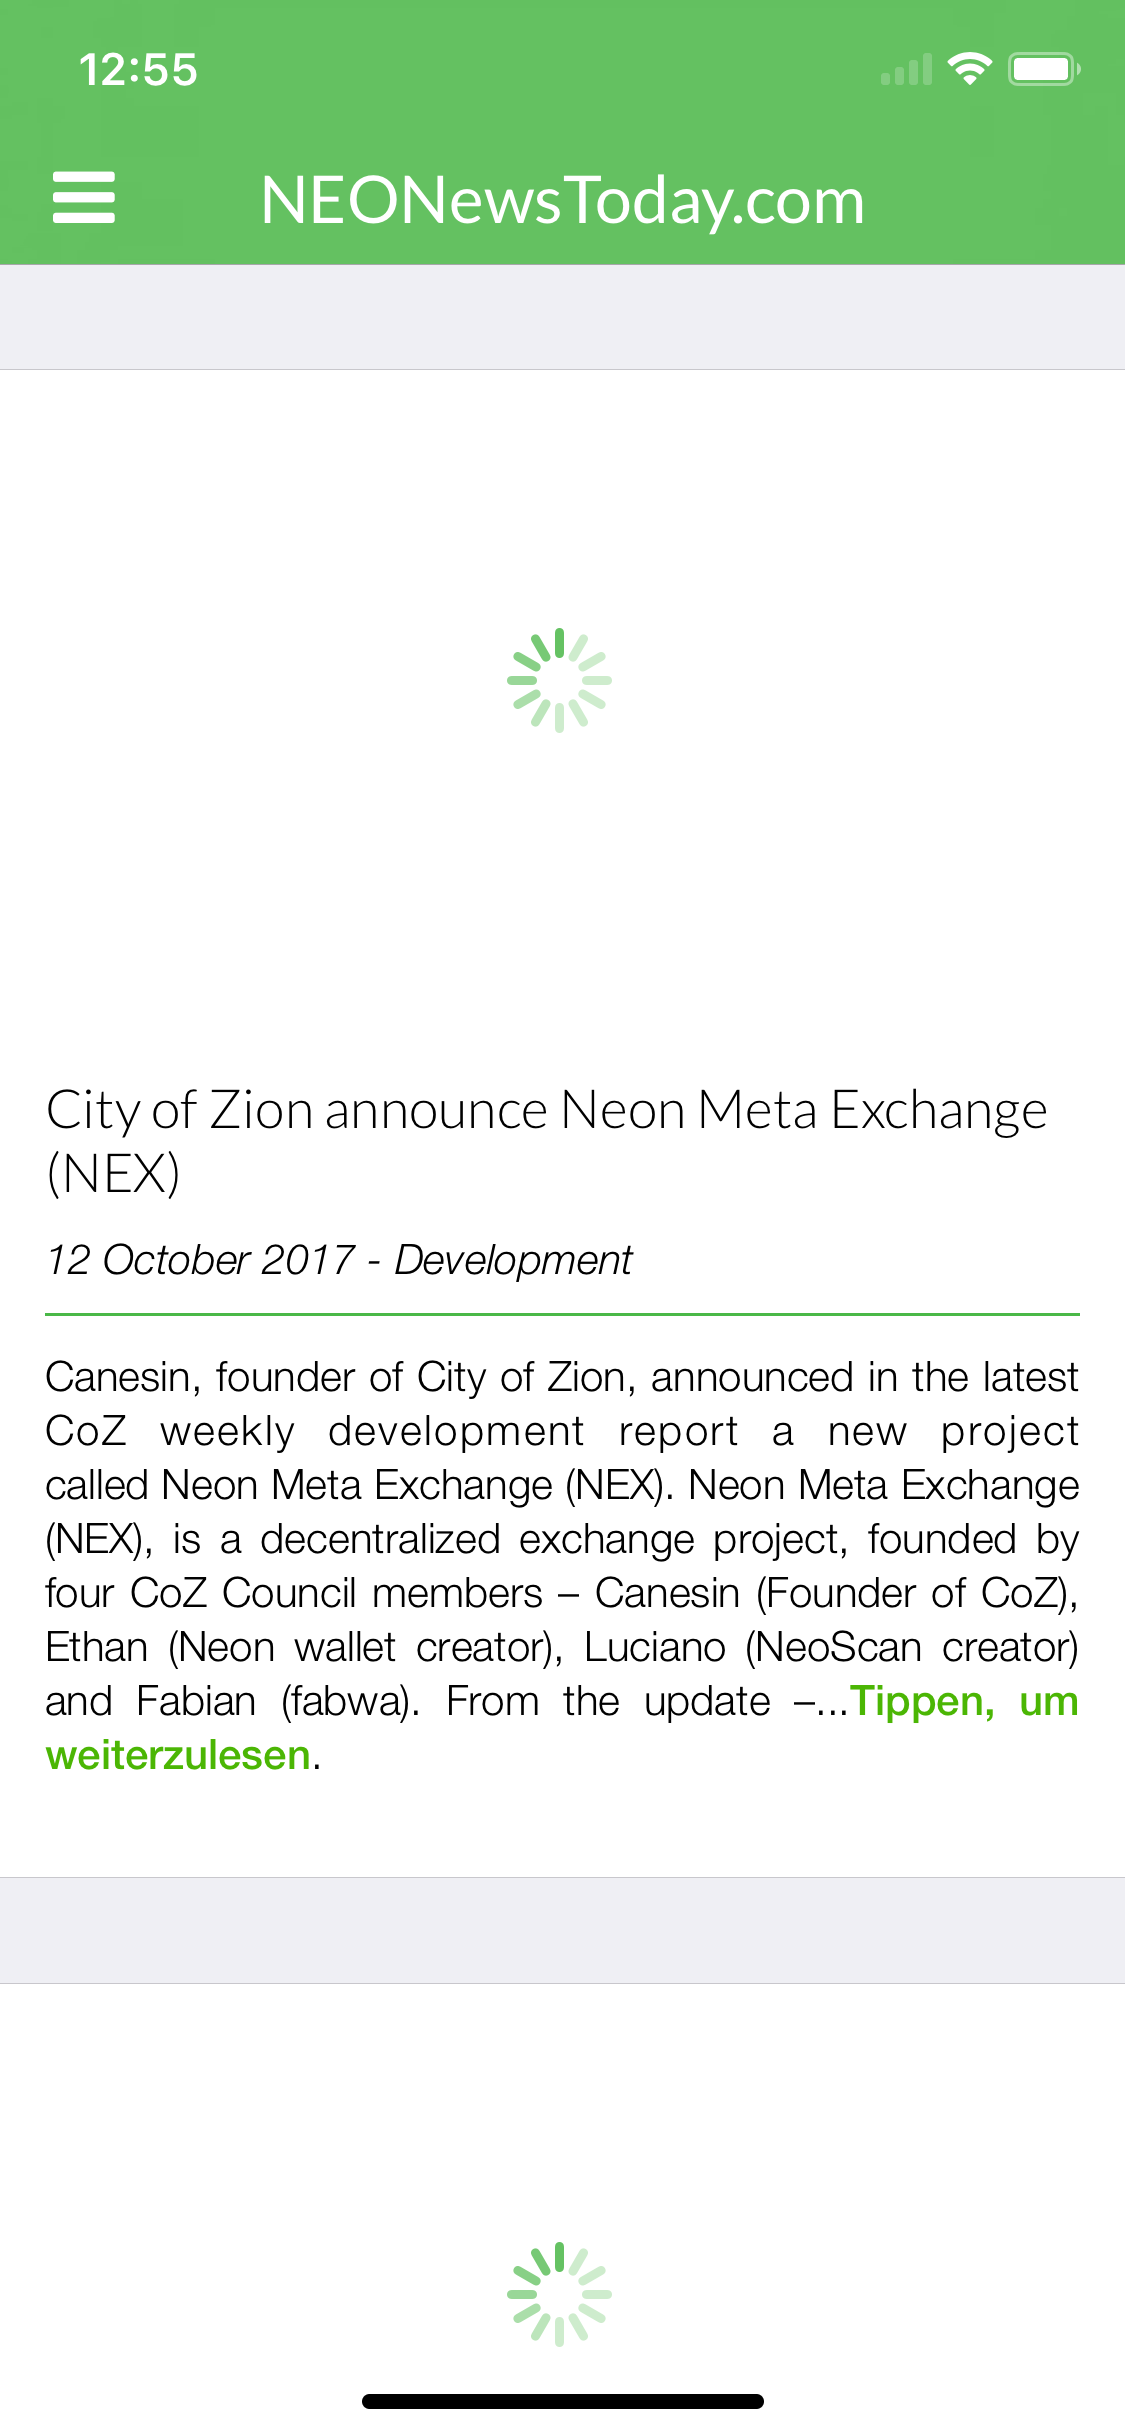 12:55
NEONewsToday.com
City of Zion announce Neon Meta Exchange
(NEX)
12 October 2017 - Development
Canesin, founder of City of Zion, announced in the latest
CoZ weekly development report a new project
called Neon Meta Exchange (NEX). Neon Meta Exchange
(NEX), is a decentralized exchange project, founded by
four CoZ Council members – Canesin (Founder of CoZ),
Ethan (Neon wallet creator), Luciano (NeoScan creator)
and Fabian (fabwa). From the update –...Tippen, um
weiterzulesen.